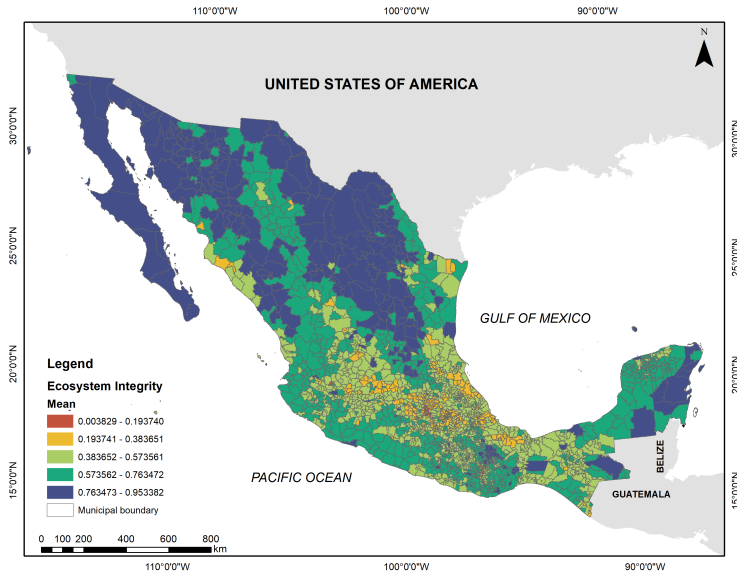 110°0'0"W 100°0'0"W 90°0'0"W
N
UNITED STATES OF AMERICA
30°0'0"N 30°0'0"N
25°0'0"N 25°0'0"N
GULF OF MEXICO
20°0'0"N 20°0'0"N
Legend
Ecosystem Integrity
Mean
0.003829 - 0.193740
0.193741 - 0.383651
0.383652 - 0.573561
0.573562 - 0.763472
0.763473 - 0.953382
Municipal boundary
PACIFIC OCEAN
BELIZE
GUATEMALA
15°0'0"N 15°0'0"N
0 100 200 400 600 800
km
110°0'0"W 100°0'0"W 90°0'0"W